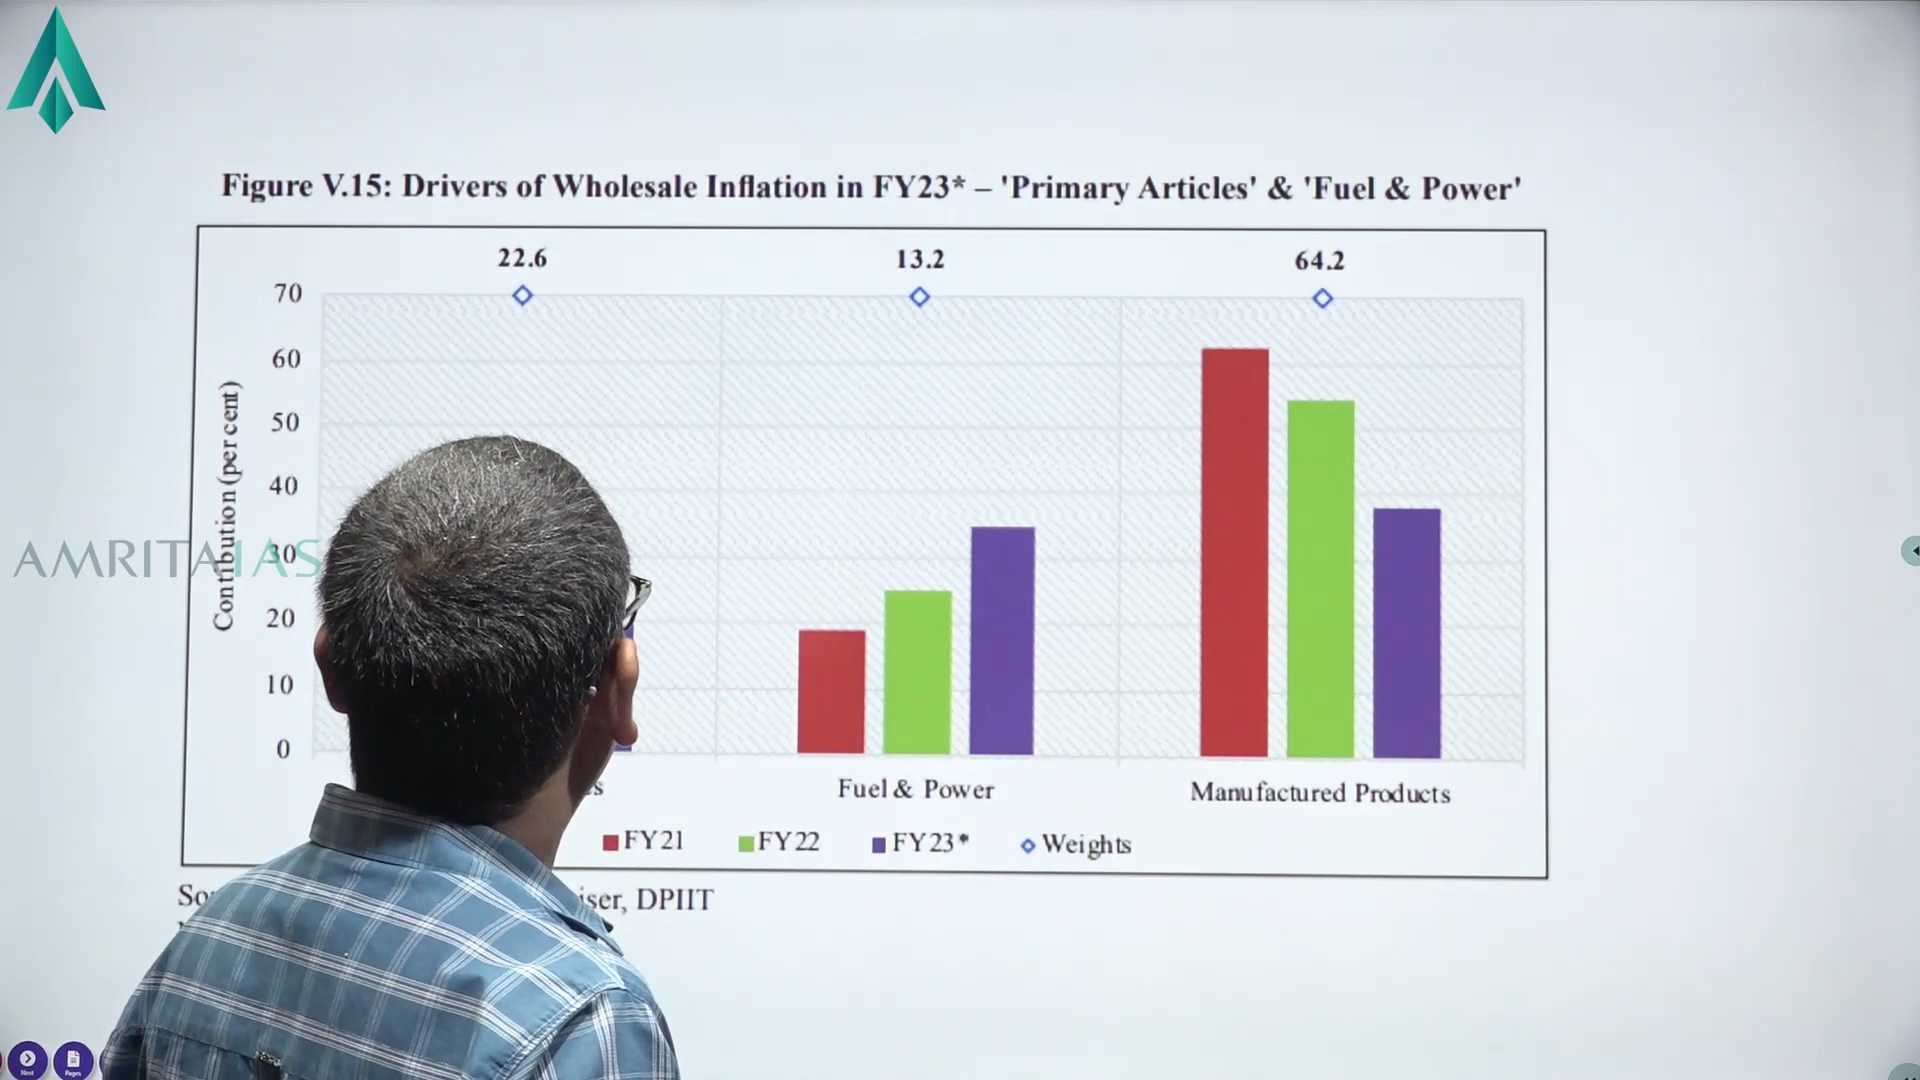 Figure V.15: Drivers of Wholesale Inflation in FY23* – 'Primary Articles' & 'Fuel & Power'
22.6 13.2 64.2
70
60
50
40
30
20
10
0
Contribution (per cent)
AMRITA IAS
Fuel & Power Manufactured Products
FY21 FY22 FY23* Weights
DPIIT
Next Pages